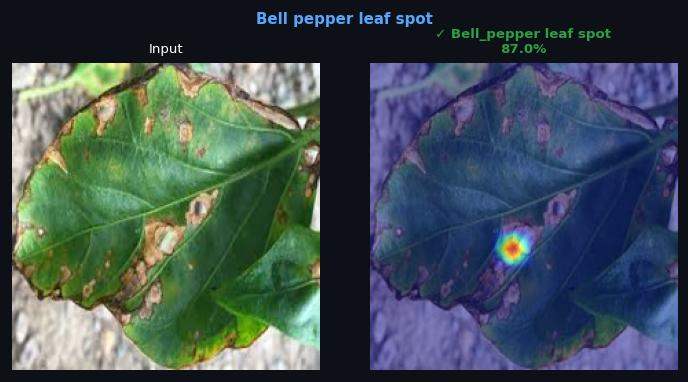 Bell pepper leaf spot
Input
✓ Bell_pepper leaf spot
87.0%